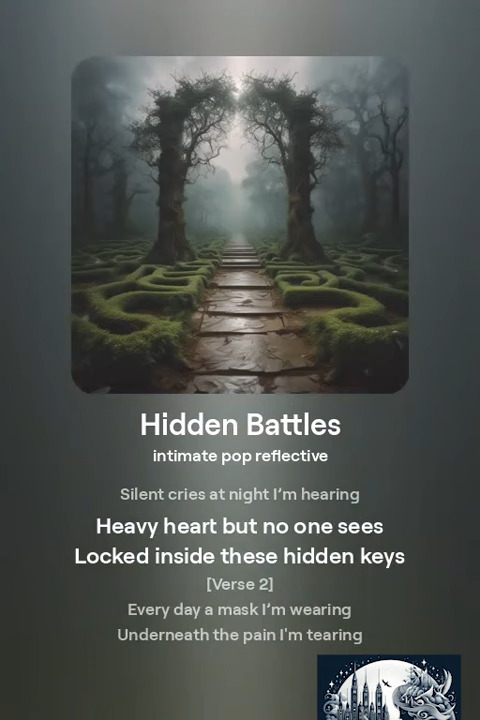 Hidden Battles
intimate pop reflective
Silent cries at night I’m hearing
Heavy heart but no one sees
Locked inside these hidden keys
[Verse 2]
Every day a mask I’m wearing
Underneath the pain I'm tearing